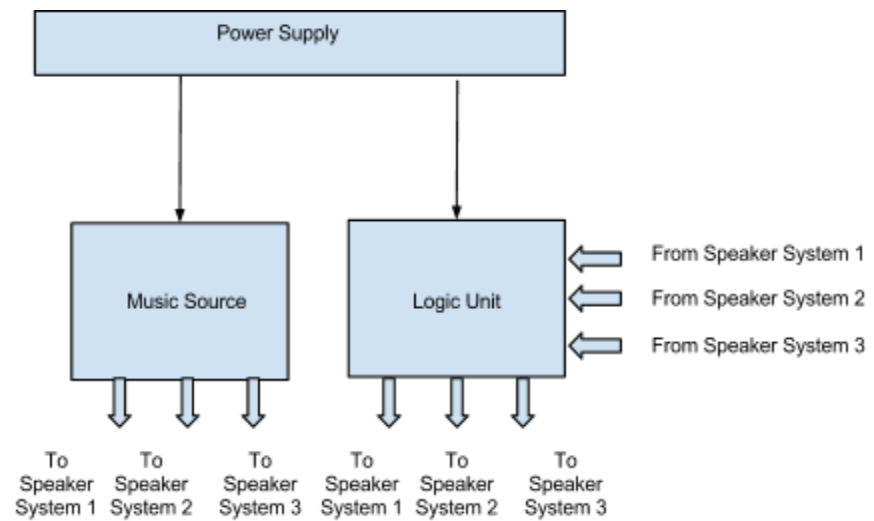 Power Supply
Music Source
Logic Unit
From Speaker System 1
From Speaker System 2
From Speaker System 3
To
Speaker
System 1
To
Speaker
System 2
To
Speaker
System 3
To
Speaker
System 1
To
Speaker
System 2
To
Speaker
System 3